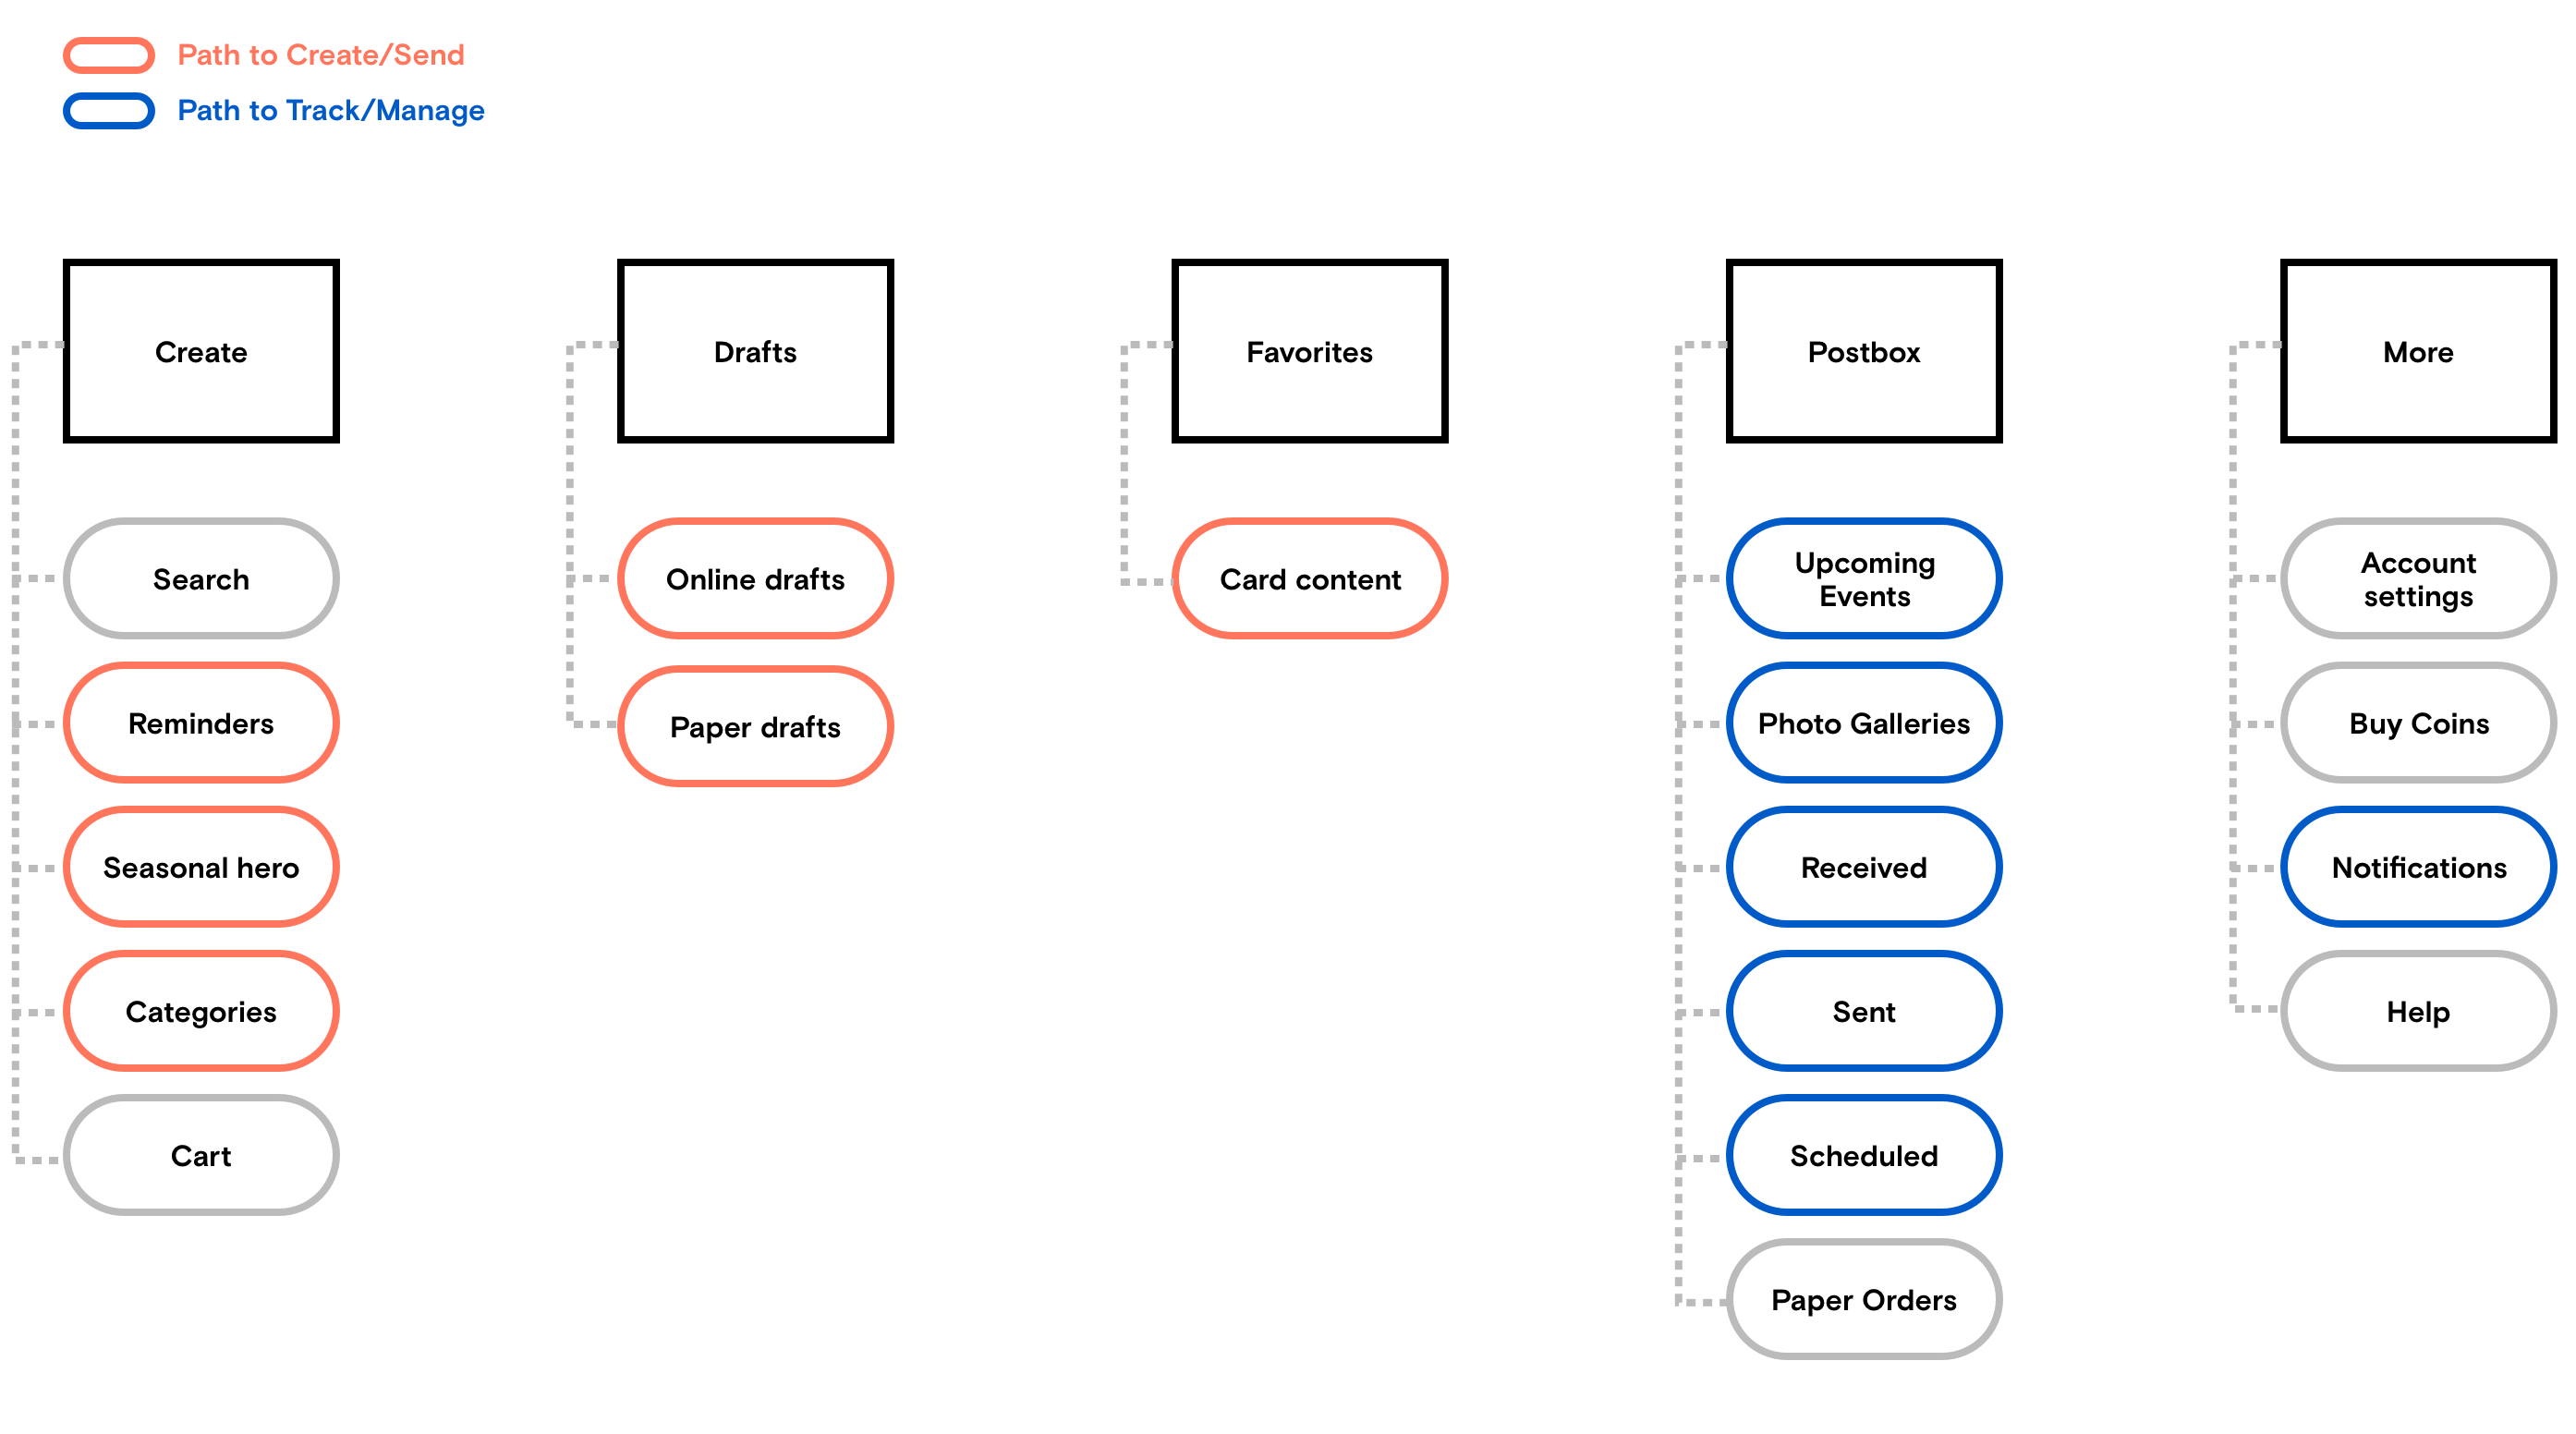 Path to Create/Send
Path to Track/Manage
Create
Search
Reminders
Seasonal hero
Categories
Cart
Drafts
Online drafts
Paper drafts
Favorites
Card content
Postbox
Upcoming
Events
Photo Galleries
Received
Sent
Scheduled
Paper Orders
More
Account
settings
Buy Coins
Notifications
Help